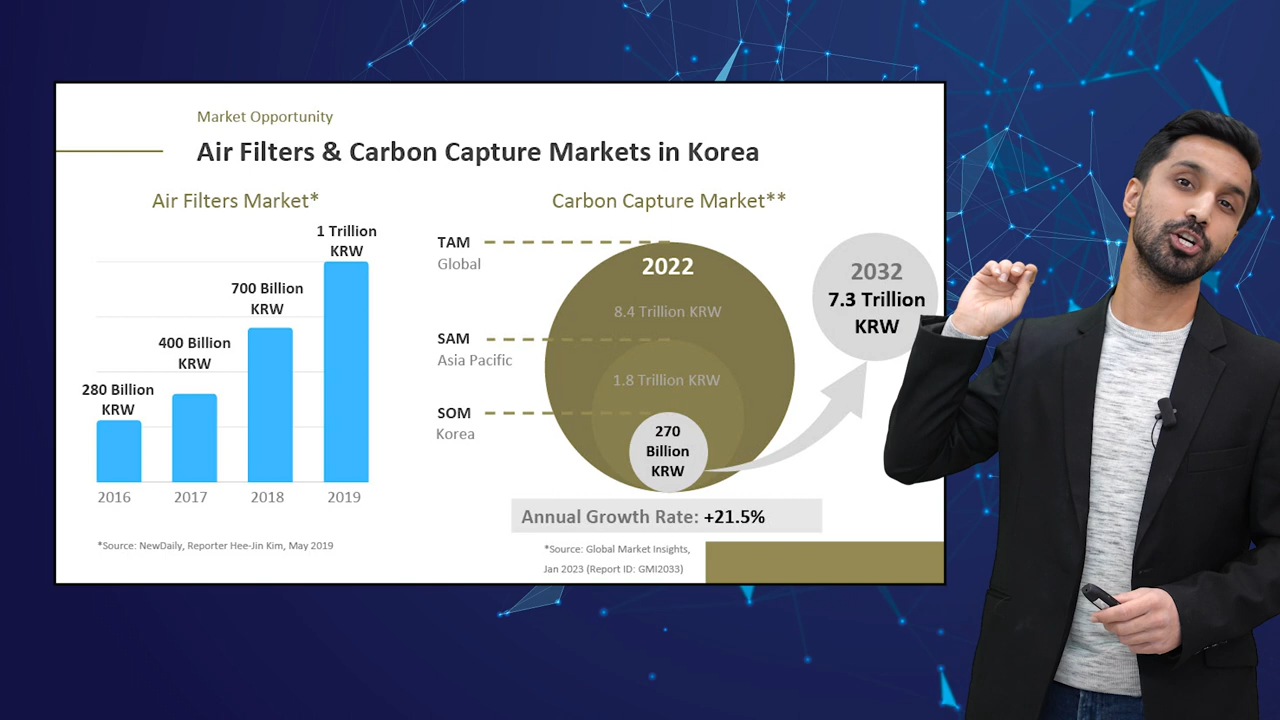 Market Opportunity
Air Filters & Carbon Capture Markets in Korea
Air Filters Market*
1 Trillion
KRW
700 Billion
KRW
400 Billion
KRW
280 Billion
KRW
2016
2017
2018
2019
*Source: NewDaily, Reporter Hee-Jin Kim, May 2019
Carbon Capture Market**
TAM
Global
SAM
Asia Pacific
SOM
Korea
2022
8.4 Trillion KRW
1.8 Trillion KRW
270
Billion
KRW
2032
7.3 Trillion
KRW
Annual Growth Rate: +21.5%
*Source: Global Market Insights,
Jan 2023 (Report ID: GMI2033)